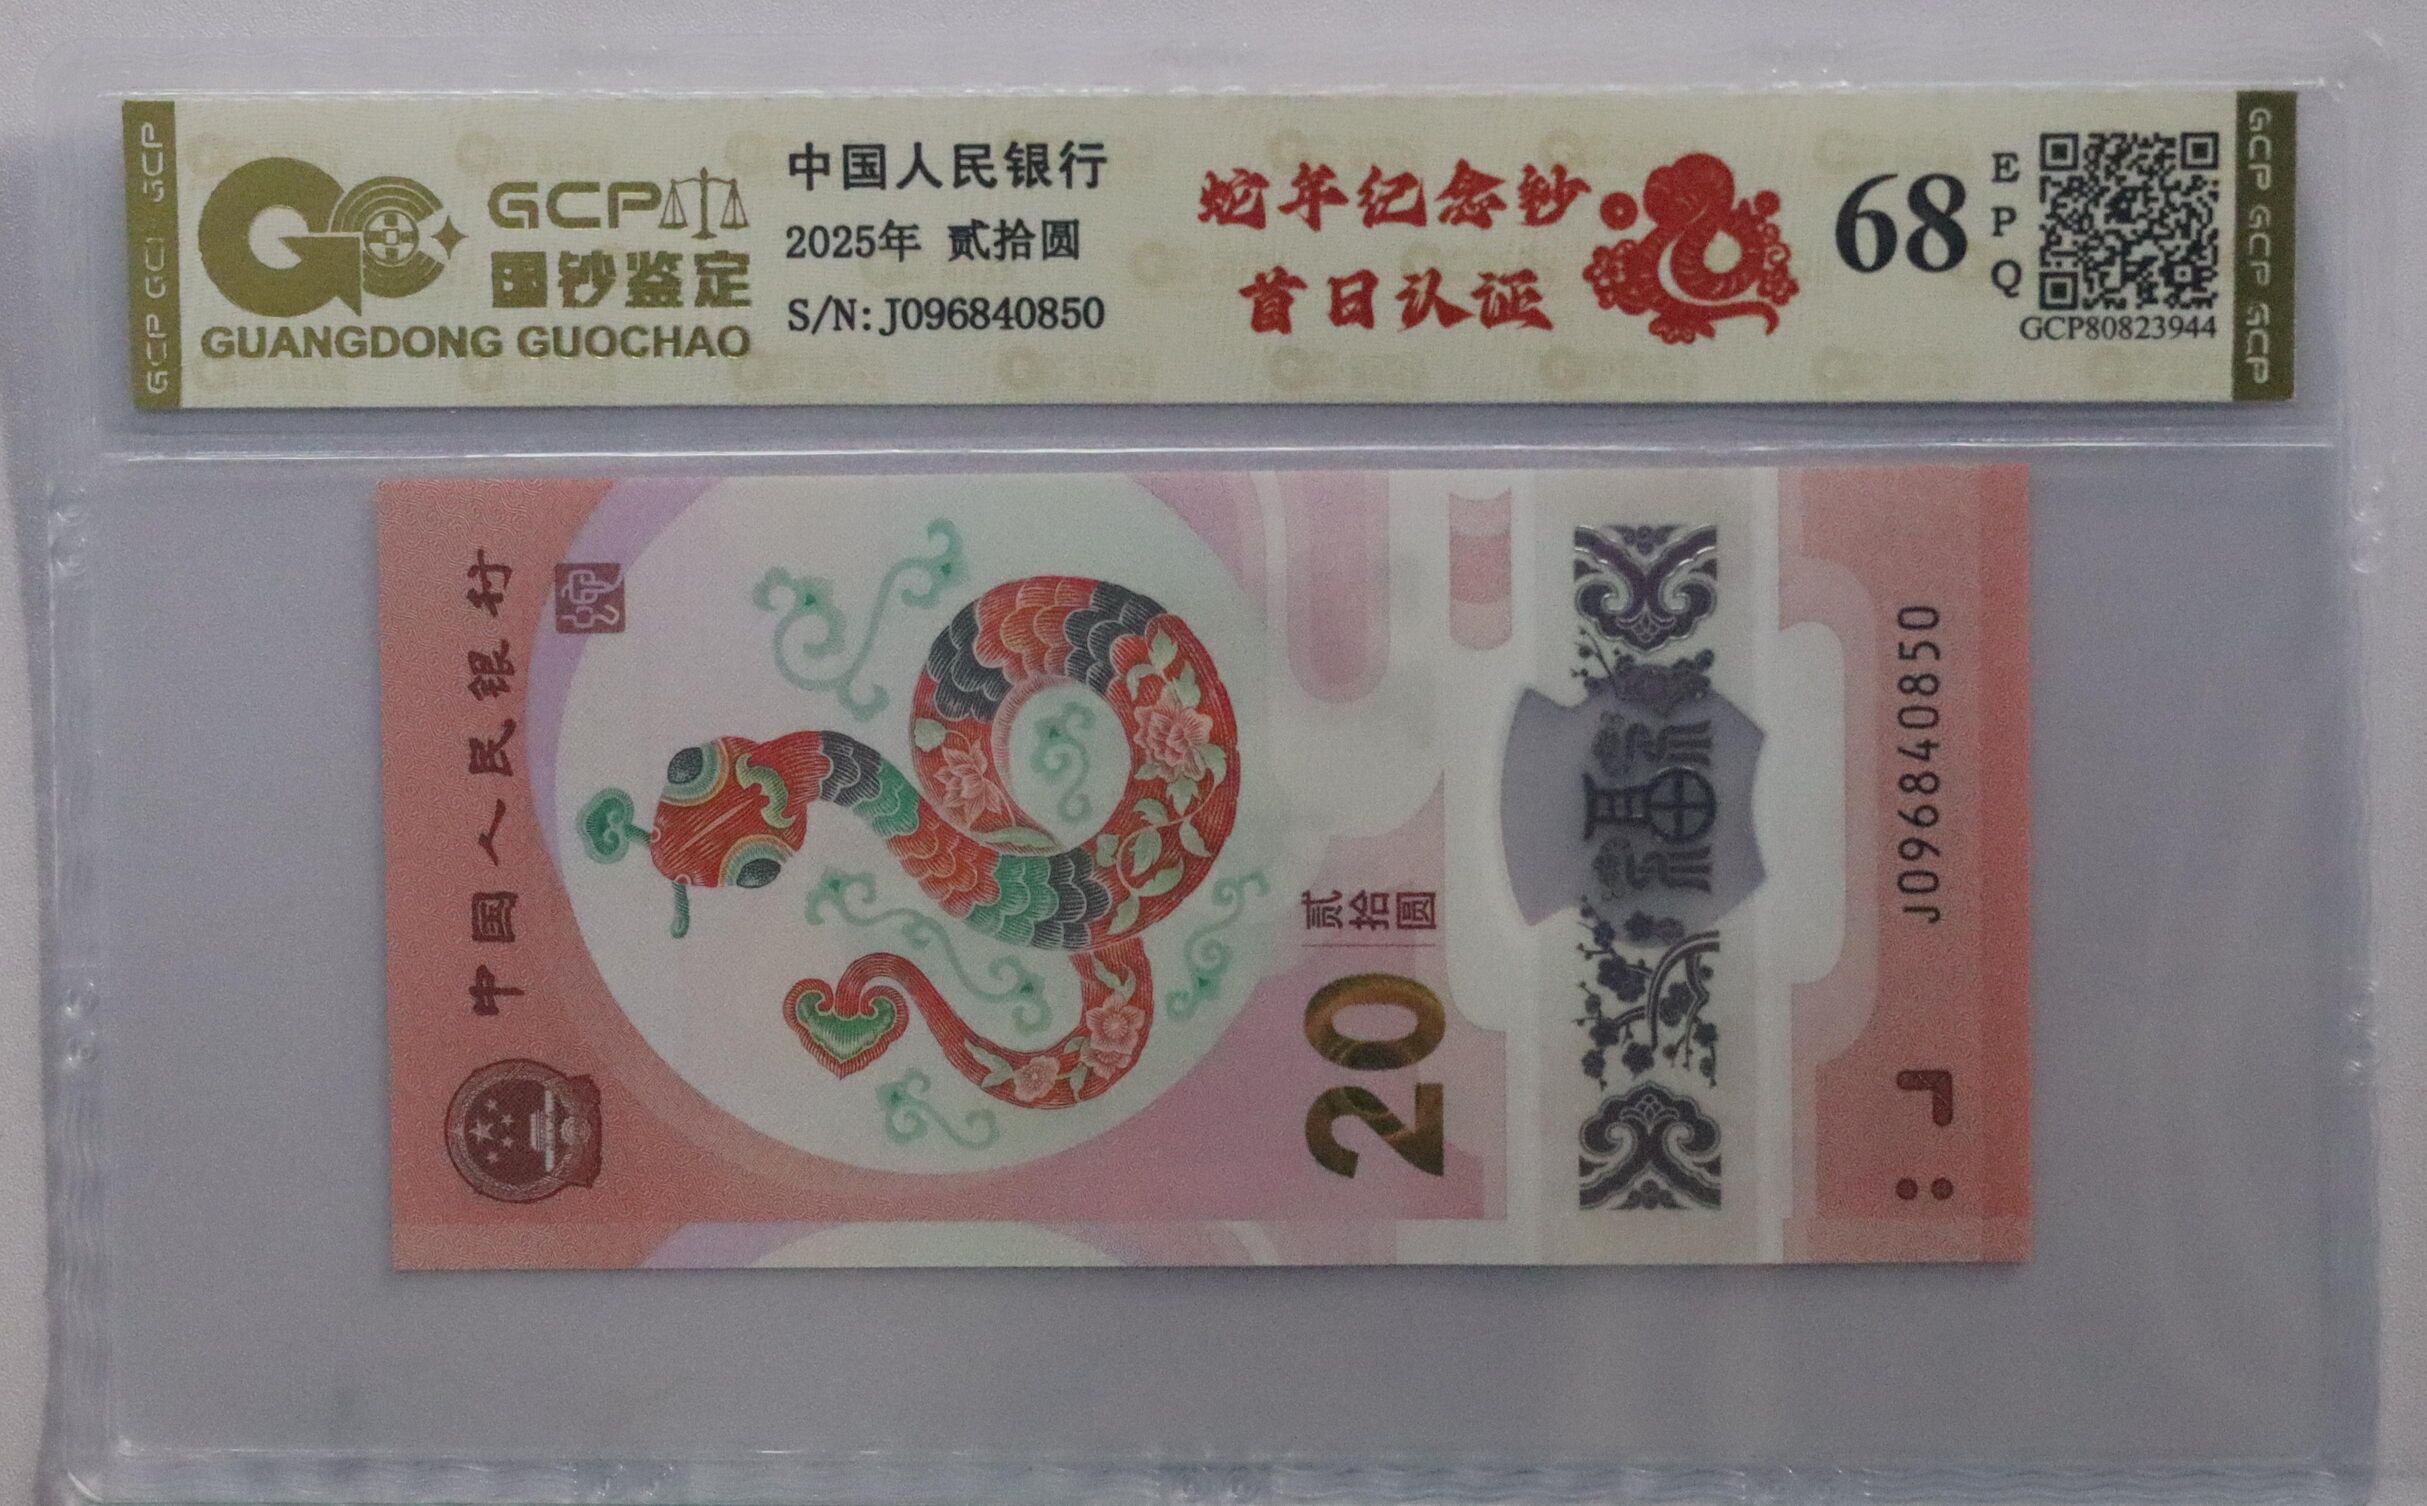 GCP
国钞鉴定
GUANGDONG GUOCHAO
中国人民银行
2025年 贰拾圆
S/N:J096840850
蛇年纪念钞
首日认证
68
EPQ
GCP80823944
GCP GCP GCP
GCP GCP GCP
中国人民银行
贰拾圆
20
福
J096840850